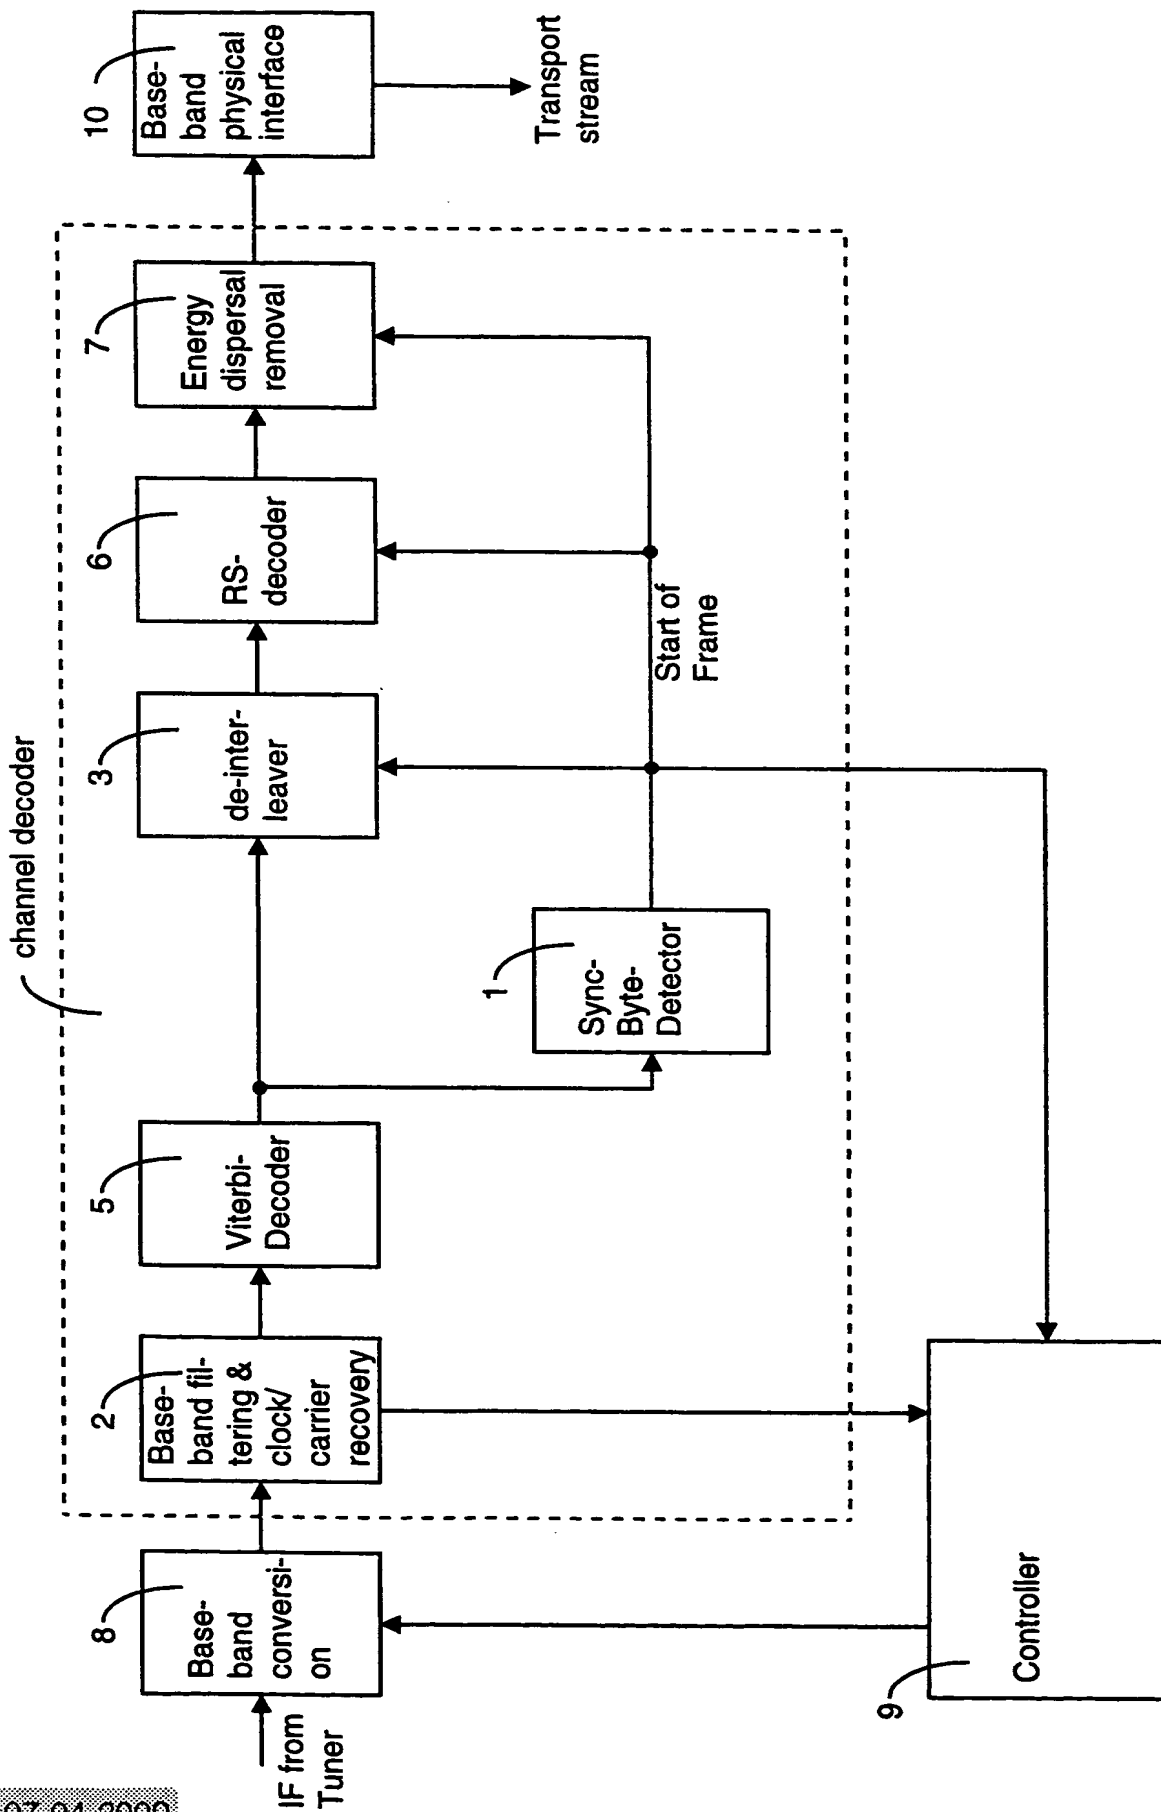 channel decoder
IF from
Tuner
8
Base-
band
conversi-
on
2
Base-
band fil-
tering &
clock/
carrier
recovery
5
Viterbi-
Decoder
3
de-inter-
leaver
6
RS-
decoder
7
Energy
dispersal
removal
10
Base-
band
physical
interface
Transport
stream
1
Sync-
Byte-
Detector
Start of
Frame
9
Controller